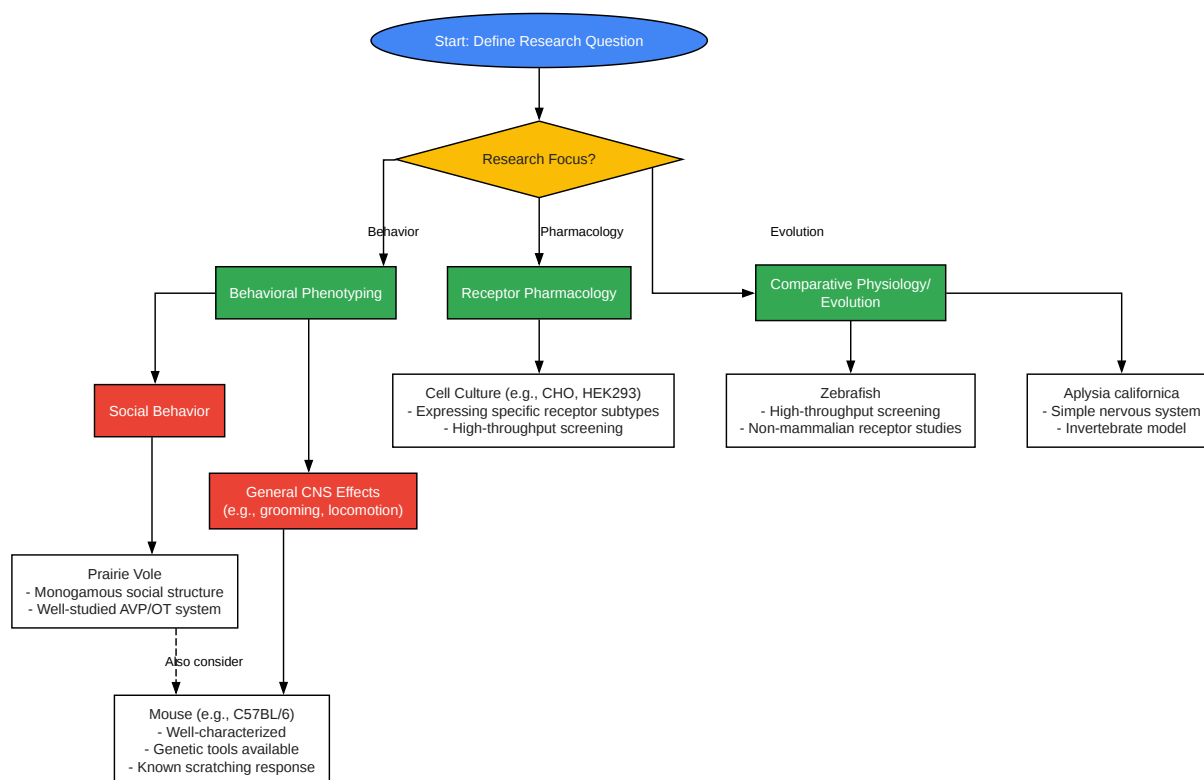 Start: Define Research Question
Research Focus?
Behavior
Pharmacology
Evolution
Behavioral Phenotyping
Receptor Pharmacology
Comparative Physiology/
Evolution
Social Behavior
Cell Culture (e.g., CHO, HEK293)
- Expressing specific receptor subtypes
- High-throughput screening
Zebrafish
- High-throughput screening
- Non-mammalian receptor studies
Aplysia californica
- Simple nervous system
- Invertebrate model
General CNS Effects
(e.g., grooming, locomotion)
Prairie Vole
- Monogamous social structure
- Well-studied AVP/OT system
Also consider
Mouse (e.g., C57BL/6)
- Well-characterized
- Genetic tools available
- Known scratching response